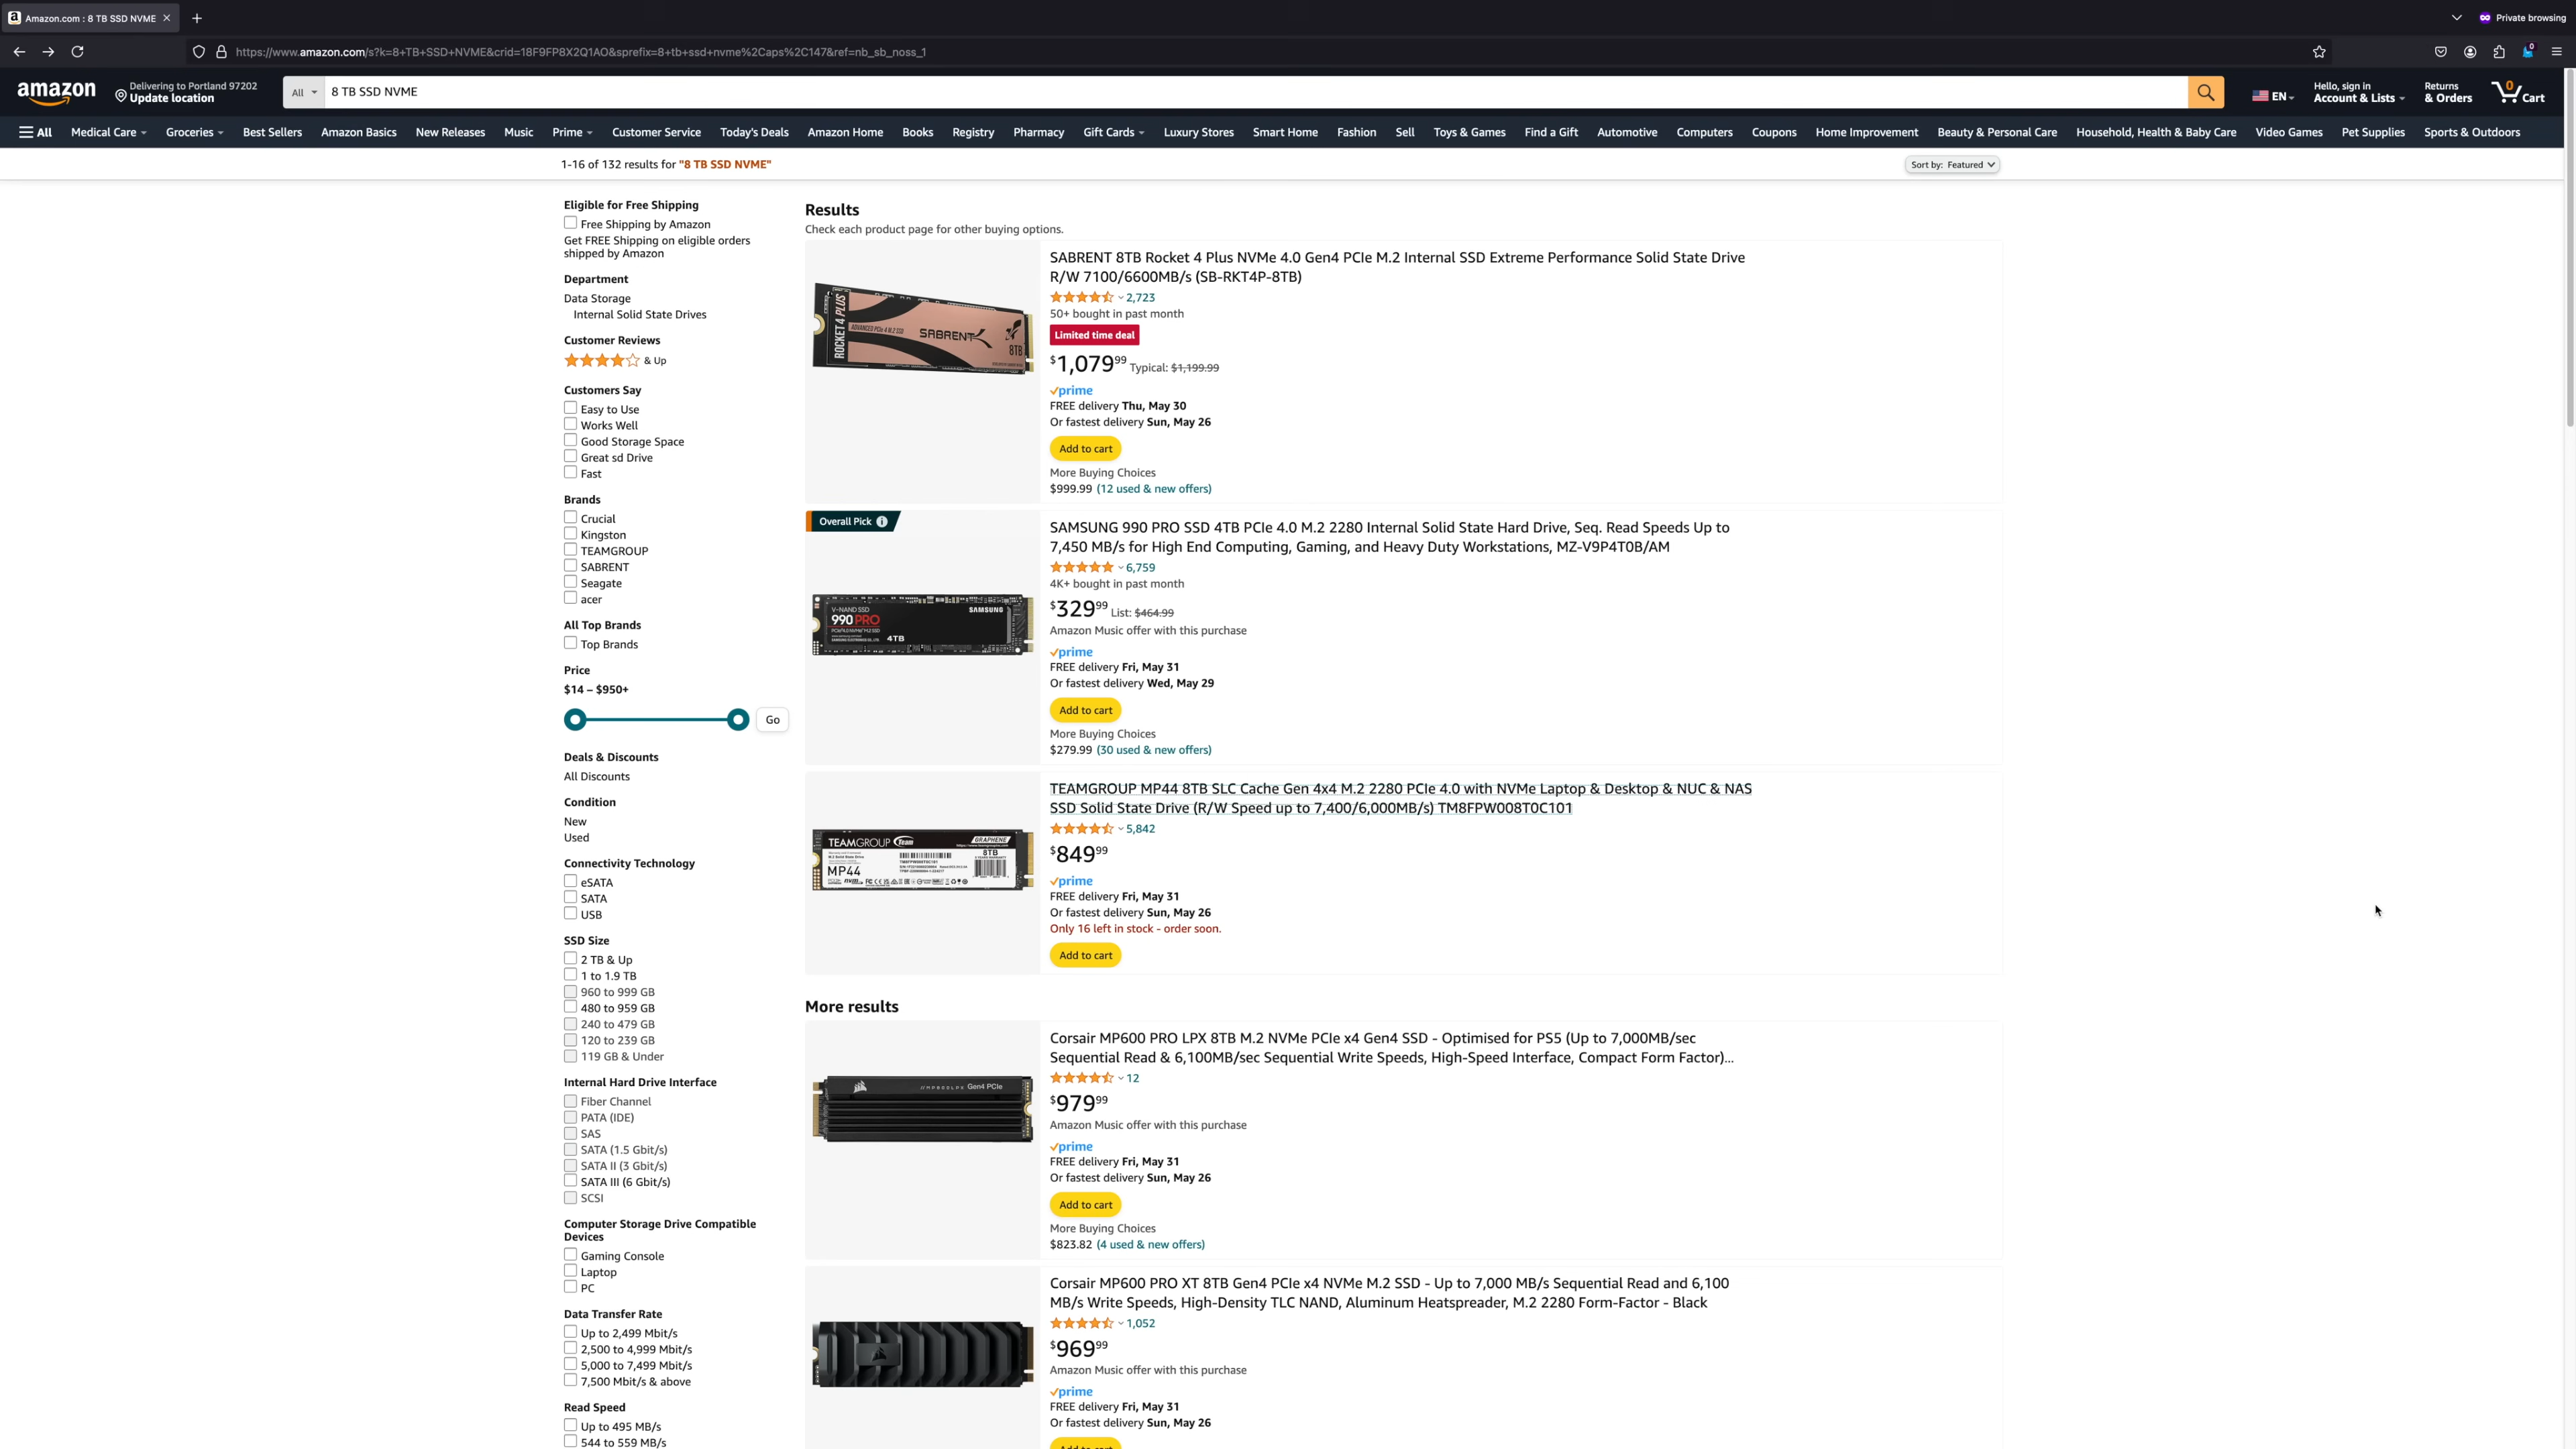 Amazon.com : 8 TB SSD NVME
Private browsing
https://www.amazon.com/s?k=8+TB+SSD+NVME&crid=18F9FP8X2Q1AO&sprefix=8+tb+ssd+nvme%2Caps%2C147&ref=nb_sb_noss_1
0
amazon
Delivering to Portland 97202
Update location
All
8 TB SSD NVME
EN
Hello, sign in
Account & Lists
Returns
& Orders
0
Cart
All
Medical Care
Groceries
Best Sellers
Amazon Basics
New Releases
Music
Prime
Customer Service
Today's Deals
Amazon Home
Books
Registry
Pharmacy
Gift Cards
Luxury Stores
Smart Home
Fashion
Sell
Toys & Games
Find a Gift
Automotive
Computers
Coupons
Home Improvement
Beauty & Personal Care
Household, Health & Baby Care
Video Games
Pet Supplies
Sports & Outdoors
1-16 of 132 results for "8 TB SSD NVME"
Sort by: Featured
Eligible for Free Shipping
Free Shipping by Amazon
Get FREE Shipping on eligible orders
shipped by Amazon
Department
Data Storage
Internal Solid State Drives
Customer Reviews
& Up
Customers Say
Easy to Use
Works Well
Good Storage Space
Great sd Drive
Fast
Brands
Crucial
Kingston
TEAMGROUP
SABRENT
Seagate
acer
All Top Brands
Top Brands
Price
$14 – $950+
Go
Deals & Discounts
All Discounts
Condition
New
Used
Connectivity Technology
eSATA
SATA
USB
SSD Size
2 TB & Up
1 to 1.9 TB
960 to 999 GB
480 to 959 GB
240 to 479 GB
120 to 239 GB
119 GB & Under
Internal Hard Drive Interface
Fiber Channel
PATA (IDE)
SAS
SATA (1.5 Gbit/s)
SATA II (3 Gbit/s)
SATA III (6 Gbit/s)
SCSI
Computer Storage Drive Compatible
Devices
Gaming Console
Laptop
PC
Data Transfer Rate
Up to 2,499 Mbit/s
2,500 to 4,999 Mbit/s
5,000 to 7,499 Mbit/s
7,500 Mbit/s & above
Read Speed
Up to 495 MB/s
544 to 559 MB/s
Results
Check each product page for other buying options.
ROCKET 4 PLUS
SABRENT
8TB
SABRENT 8TB Rocket 4 Plus NVMe 4.0 Gen4 PCIe M.2 Internal SSD Extreme Performance Solid State Drive
R/W 7100/6600MB/s (SB-RKT4P-8TB)
2,723
50+ bought in past month
Limited time deal
$1,079.99 Typical: $1,199.99
prime
FREE delivery Thu, May 30
Or fastest delivery Sun, May 26
Add to cart
More Buying Choices
$999.99 (12 used & new offers)
Overall Pick
V-NAND SSD
SAMSUNG
990 PRO
4TB
SAMSUNG 990 PRO SSD 4TB PCIe 4.0 M.2 2280 Internal Solid State Hard Drive, Seq. Read Speeds Up to
7,450 MB/s for High End Computing, Gaming, and Heavy Duty Workstations, MZ-V9P4T0B/AM
6,759
4K+ bought in past month
$329.99 List: $464.99
Amazon Music offer with this purchase
prime
FREE delivery Fri, May 31
Or fastest delivery Wed, May 29
Add to cart
More Buying Choices
$279.99 (30 used & new offers)
TEAMGROUP Team
GRAPHENE
8TB
MP44
TEAMGROUP MP44 8TB SLC Cache Gen 4x4 M.2 2280 PCIe 4.0 with NVMe Laptop & Desktop & NUC & NAS
SSD Solid State Drive (R/W Speed up to 7,400/6,000MB/s) TM8FPW008T0C101
5,842
$849.99
prime
FREE delivery Fri, May 31
Or fastest delivery Sun, May 26
Only 16 left in stock - order soon.
Add to cart
More results
Gen4 PCIe
Corsair MP600 PRO LPX 8TB M.2 NVMe PCIe x4 Gen4 SSD - Optimised for PS5 (Up to 7,000MB/sec
Sequential Read & 6,100MB/sec Sequential Write Speeds, High-Speed Interface, Compact Form Factor)...
12
$979.99
Amazon Music offer with this purchase
prime
FREE delivery Fri, May 31
Or fastest delivery Sun, May 26
Add to cart
More Buying Choices
$823.82 (4 used & new offers)
Corsair MP600 PRO XT 8TB Gen4 PCIe x4 NVMe M.2 SSD - Up to 7,000 MB/s Sequential Read and 6,100
MB/s Write Speeds, High-Density TLC NAND, Aluminum Heatspreader, M.2 2280 Form-Factor - Black
1,052
$969.99
Amazon Music offer with this purchase
prime
FREE delivery Fri, May 31
Or fastest delivery Sun, May 26
Add to cart